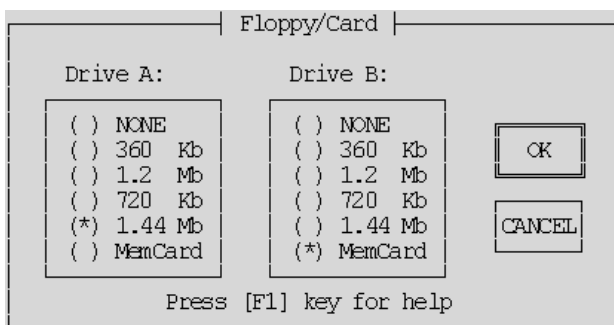 Floppy/Card
Drive A: Drive B:
( ) NONE ( ) NONE
( ) 360 Kb ( ) 360 Kb OK
( ) 1.2 Mb ( ) 1.2 Mb
( ) 720 Kb ( ) 720 Kb
(*) 1.44 Mb ( ) 1.44 Mb CANCEL
( ) MemCard (*) MemCard
Press [F1] key for help